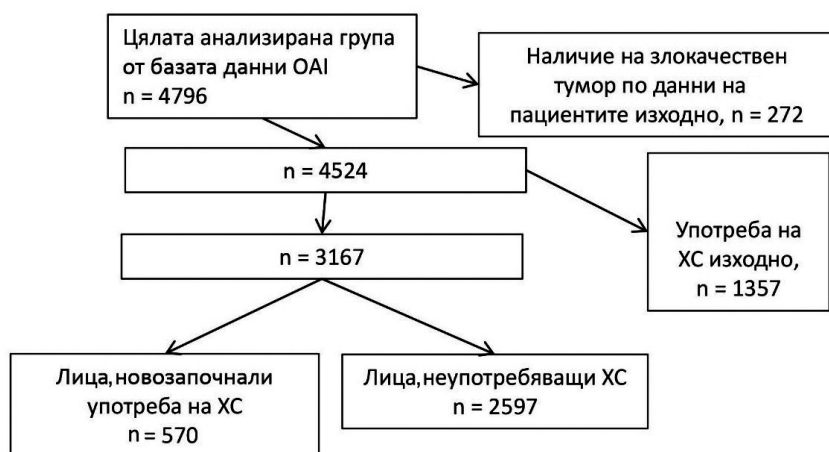 Цялата анализирана група
от базата данни OAI
n = 4796
Наличие на злокачествен
тумор по данни на
пациентите изходно, n = 272
n = 4524
Употреба на
ХС изходно,
n = 1357
n = 3167
Лица,новозапочнали
употреба на ХС
n = 570
Лица,неупотребяващи ХС
n = 2597